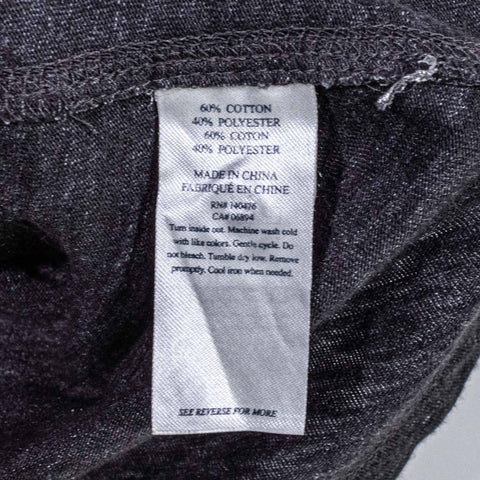 60% COTTON
40% POLYESTER
60% COTON
40% POLYESTER
MADE IN CHINA
FABRIQUÉ EN CHINE
RN# 140476
CA# 06894
Turn inside out. Machine wash cold
with like colors. Gentle cycle. Do
not bleach. Tumble dry low. Remove
promptly. Cool iron when needed.
SEE REVERSE FOR MORE